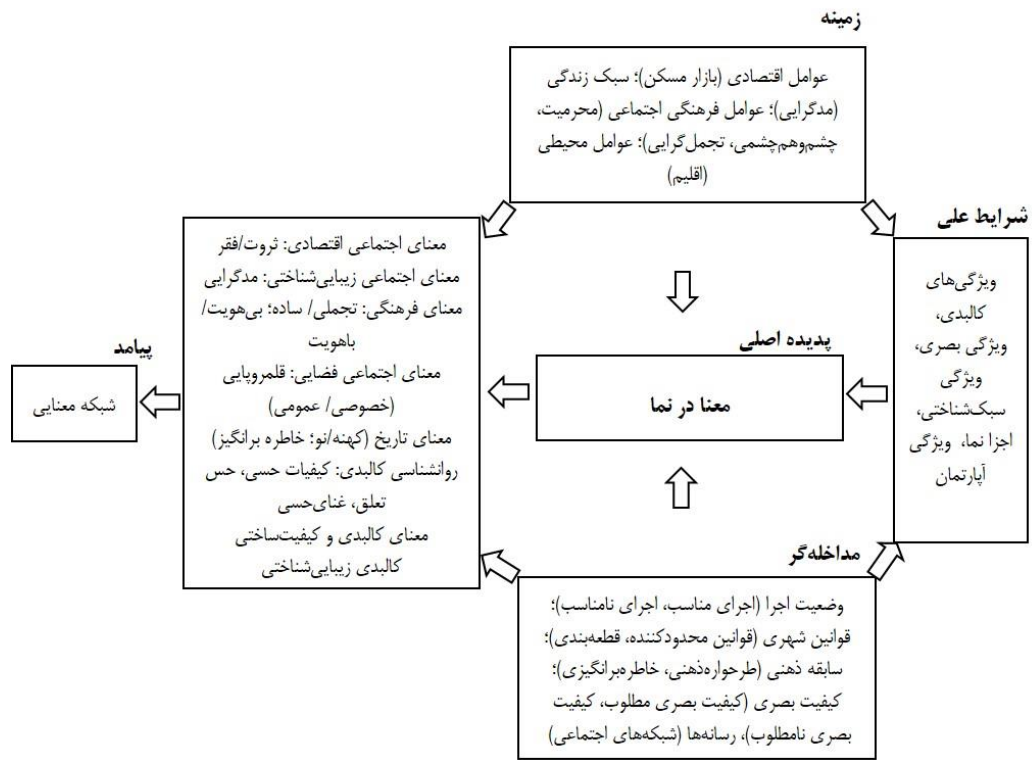 زمینه
عوامل اقتصادی (بازار مسکن)؛ سبک زندگی
(مدگرایی)؛ عوامل فرهنگی اجتماعی (محرمیت،
چشم‌وهم‌چشمی، تجمل‌گرایی)؛ عوامل محیطی
(اقلیم)
شرایط علی
ویژگی‌های
کالبدی،
ویژگی بصری،
ویژگی
سبک‌شناختی،
اجزا نما، ویژگی
آپارتمان
پدیده اصلی
معنا در نما
مداخله‌گر
وضعیت اجرا (اجرای مناسب، اجرای نامناسب)؛
قوانین شهری (قوانین محدودکننده، قطعه‌بندی)؛
سابقه ذهنی (طرحواره‌ذهنی، خاطره‌برانگیزی)؛
کیفیت بصری (کیفیت بصری مطلوب، کیفیت
بصری نامطلوب)، رسانه‌ها (شبکه‌های اجتماعی)
معنای اجتماعی اقتصادی: ثروت/فقر
معنای اجتماعی زیبایی‌شناختی: مدگرایی
معنای فرهنگی: تجملی/ ساده؛ بی‌هویت/
باهویت
معنای اجتماعی فضایی: قلمروپایی
(خصوصی/ عمومی)
معنای تاریخ (کهنه/نو؛ خاطره برانگیز)
روانشناسی کالبدی: کیفیات حسی، حس
تعلق، غنای‌حسی
معنای کالبدی و کیفیت‌ساختی
کالبدی زیبایی‌شناختی
پیامد
شبکه معنایی